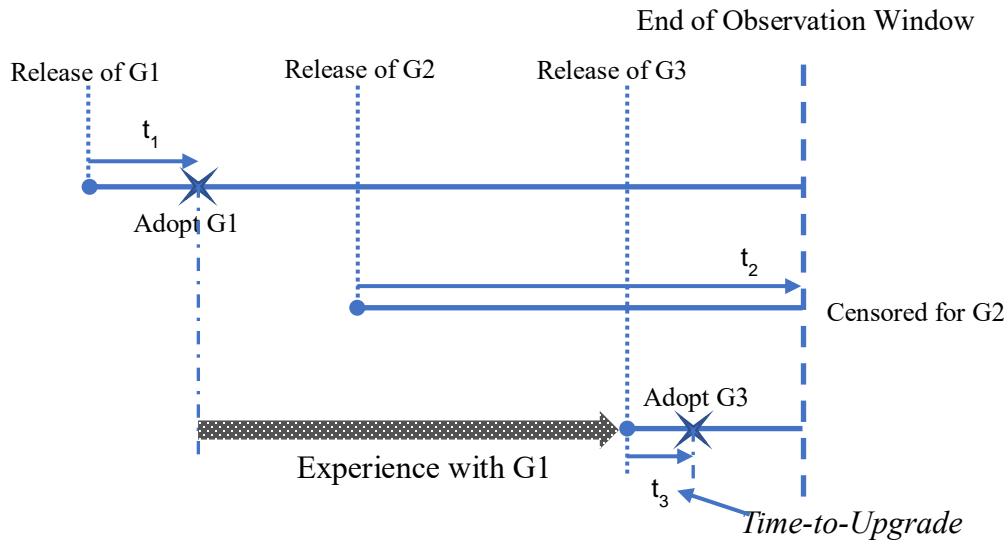 End of Observation Window
Release of G1
Release of G2
Release of G3
t₁
Adopt G1
t₂
Censored for G2
Adopt G3
Experience with G1
t₃
Time-to-Upgrade